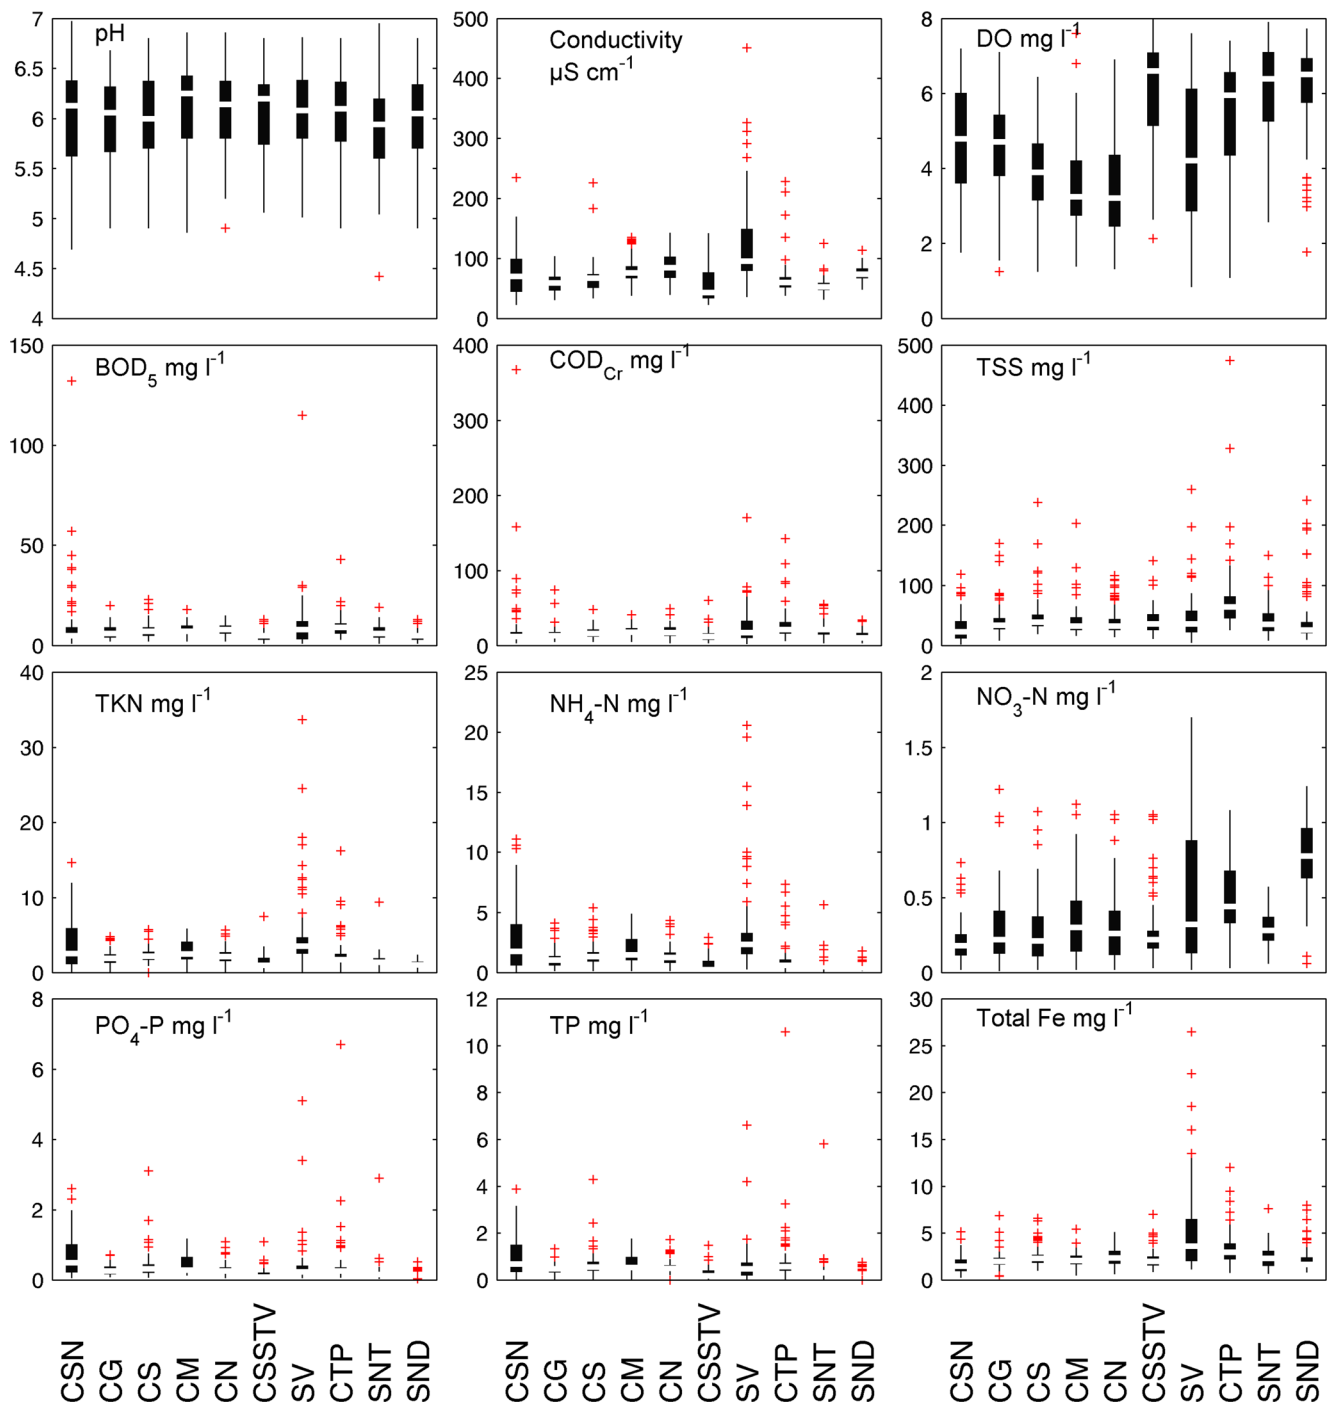 pH
7
6.5
6
5.5
5
4.5
4
Conductivity
µS cm⁻¹
500
400
300
200
100
0
DO mg l⁻¹
8
6
4
2
0
BOD₅ mg l⁻¹
150
100
50
0
COD_Cr mg l⁻¹
400
300
200
100
0
TSS mg l⁻¹
500
400
300
200
100
0
TKN mg l⁻¹
40
30
20
10
0
NH₄-N mg l⁻¹
25
20
15
10
5
0
NO₃-N mg l⁻¹
2
1.5
1
0.5
0
PO₄-P mg l⁻¹
8
6
4
2
0
TP mg l⁻¹
12
10
8
6
4
2
0
Total Fe mg l⁻¹
30
25
20
15
10
5
0
CSN
CG
CS
CM
CN
CSSTV
SV
CTP
SNT
SND
CSN
CG
CS
CM
CN
CSSTV
SV
CTP
SNT
SND
CSN
CG
CS
CM
CN
CSSTV
SV
CTP
SNT
SND